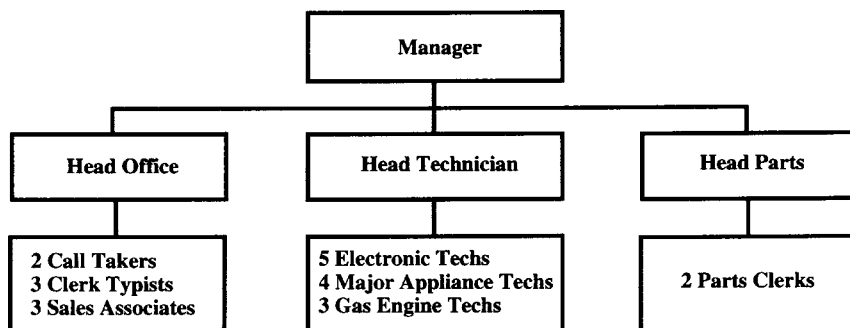 Manager
Head Office
Head Technician
Head Parts
2 Call Takers
3 Clerk Typists
3 Sales Associates
5 Electronic Techs
4 Major Appliance Techs
3 Gas Engine Techs
2 Parts Clerks